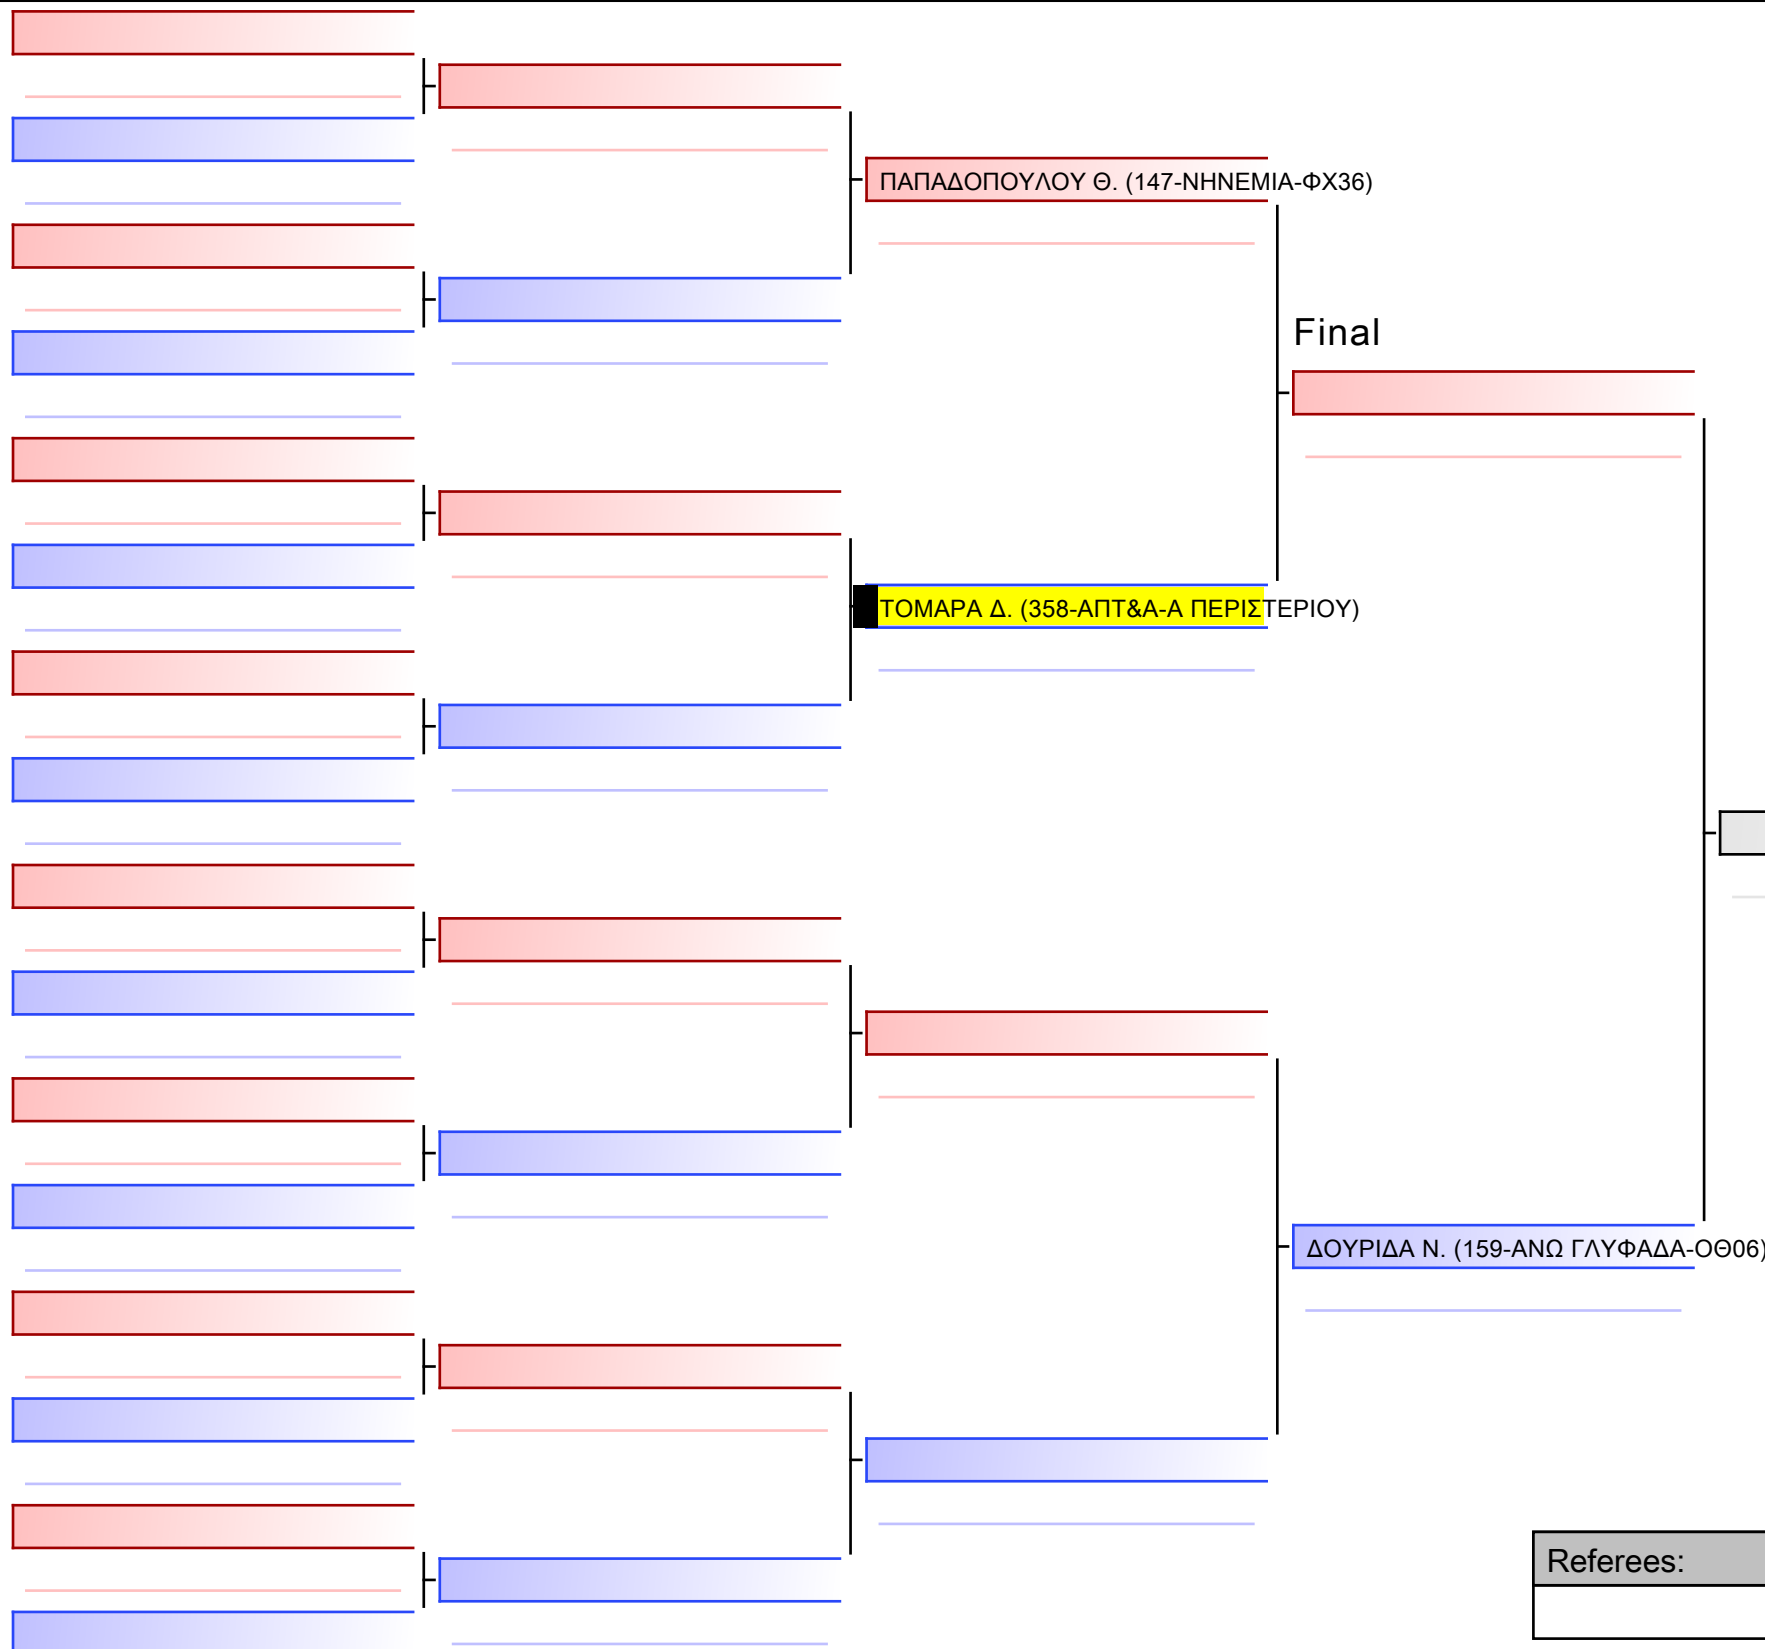 ΠΑΠΑΔΟΠΟΥΛΟΥ Θ. (147-ΝΗΝΕΜΙΑ-ΦΧ36)
Final
ΤΟΜΑΡΑ Δ. (358-ΑΠΤ&Α-Α ΠΕΡΙΣΤΕΡΙΟΥ)
ΔΟΥΡΙΔΑ Ν. (159-ΑΝΩ ΓΛΥΦΑΔΑ-ΟΘ06)
Referees: